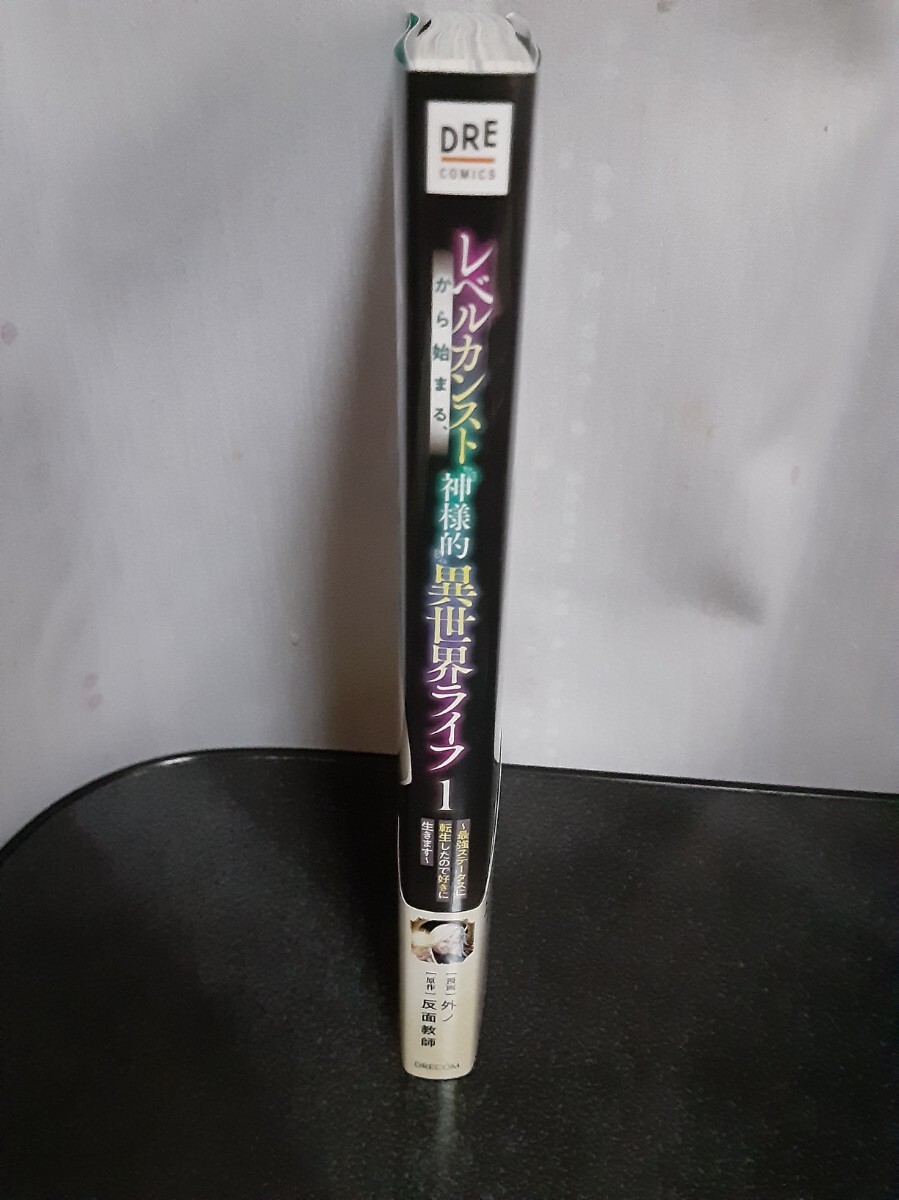 DRE
COMICS
レベルカンスト
から始まる、
神様的
異世界ライフ
1
~最強ステータスに
転生したので好きに
生きます~
[漫画] 外ノ
[原作] 反面教師
DRECOM